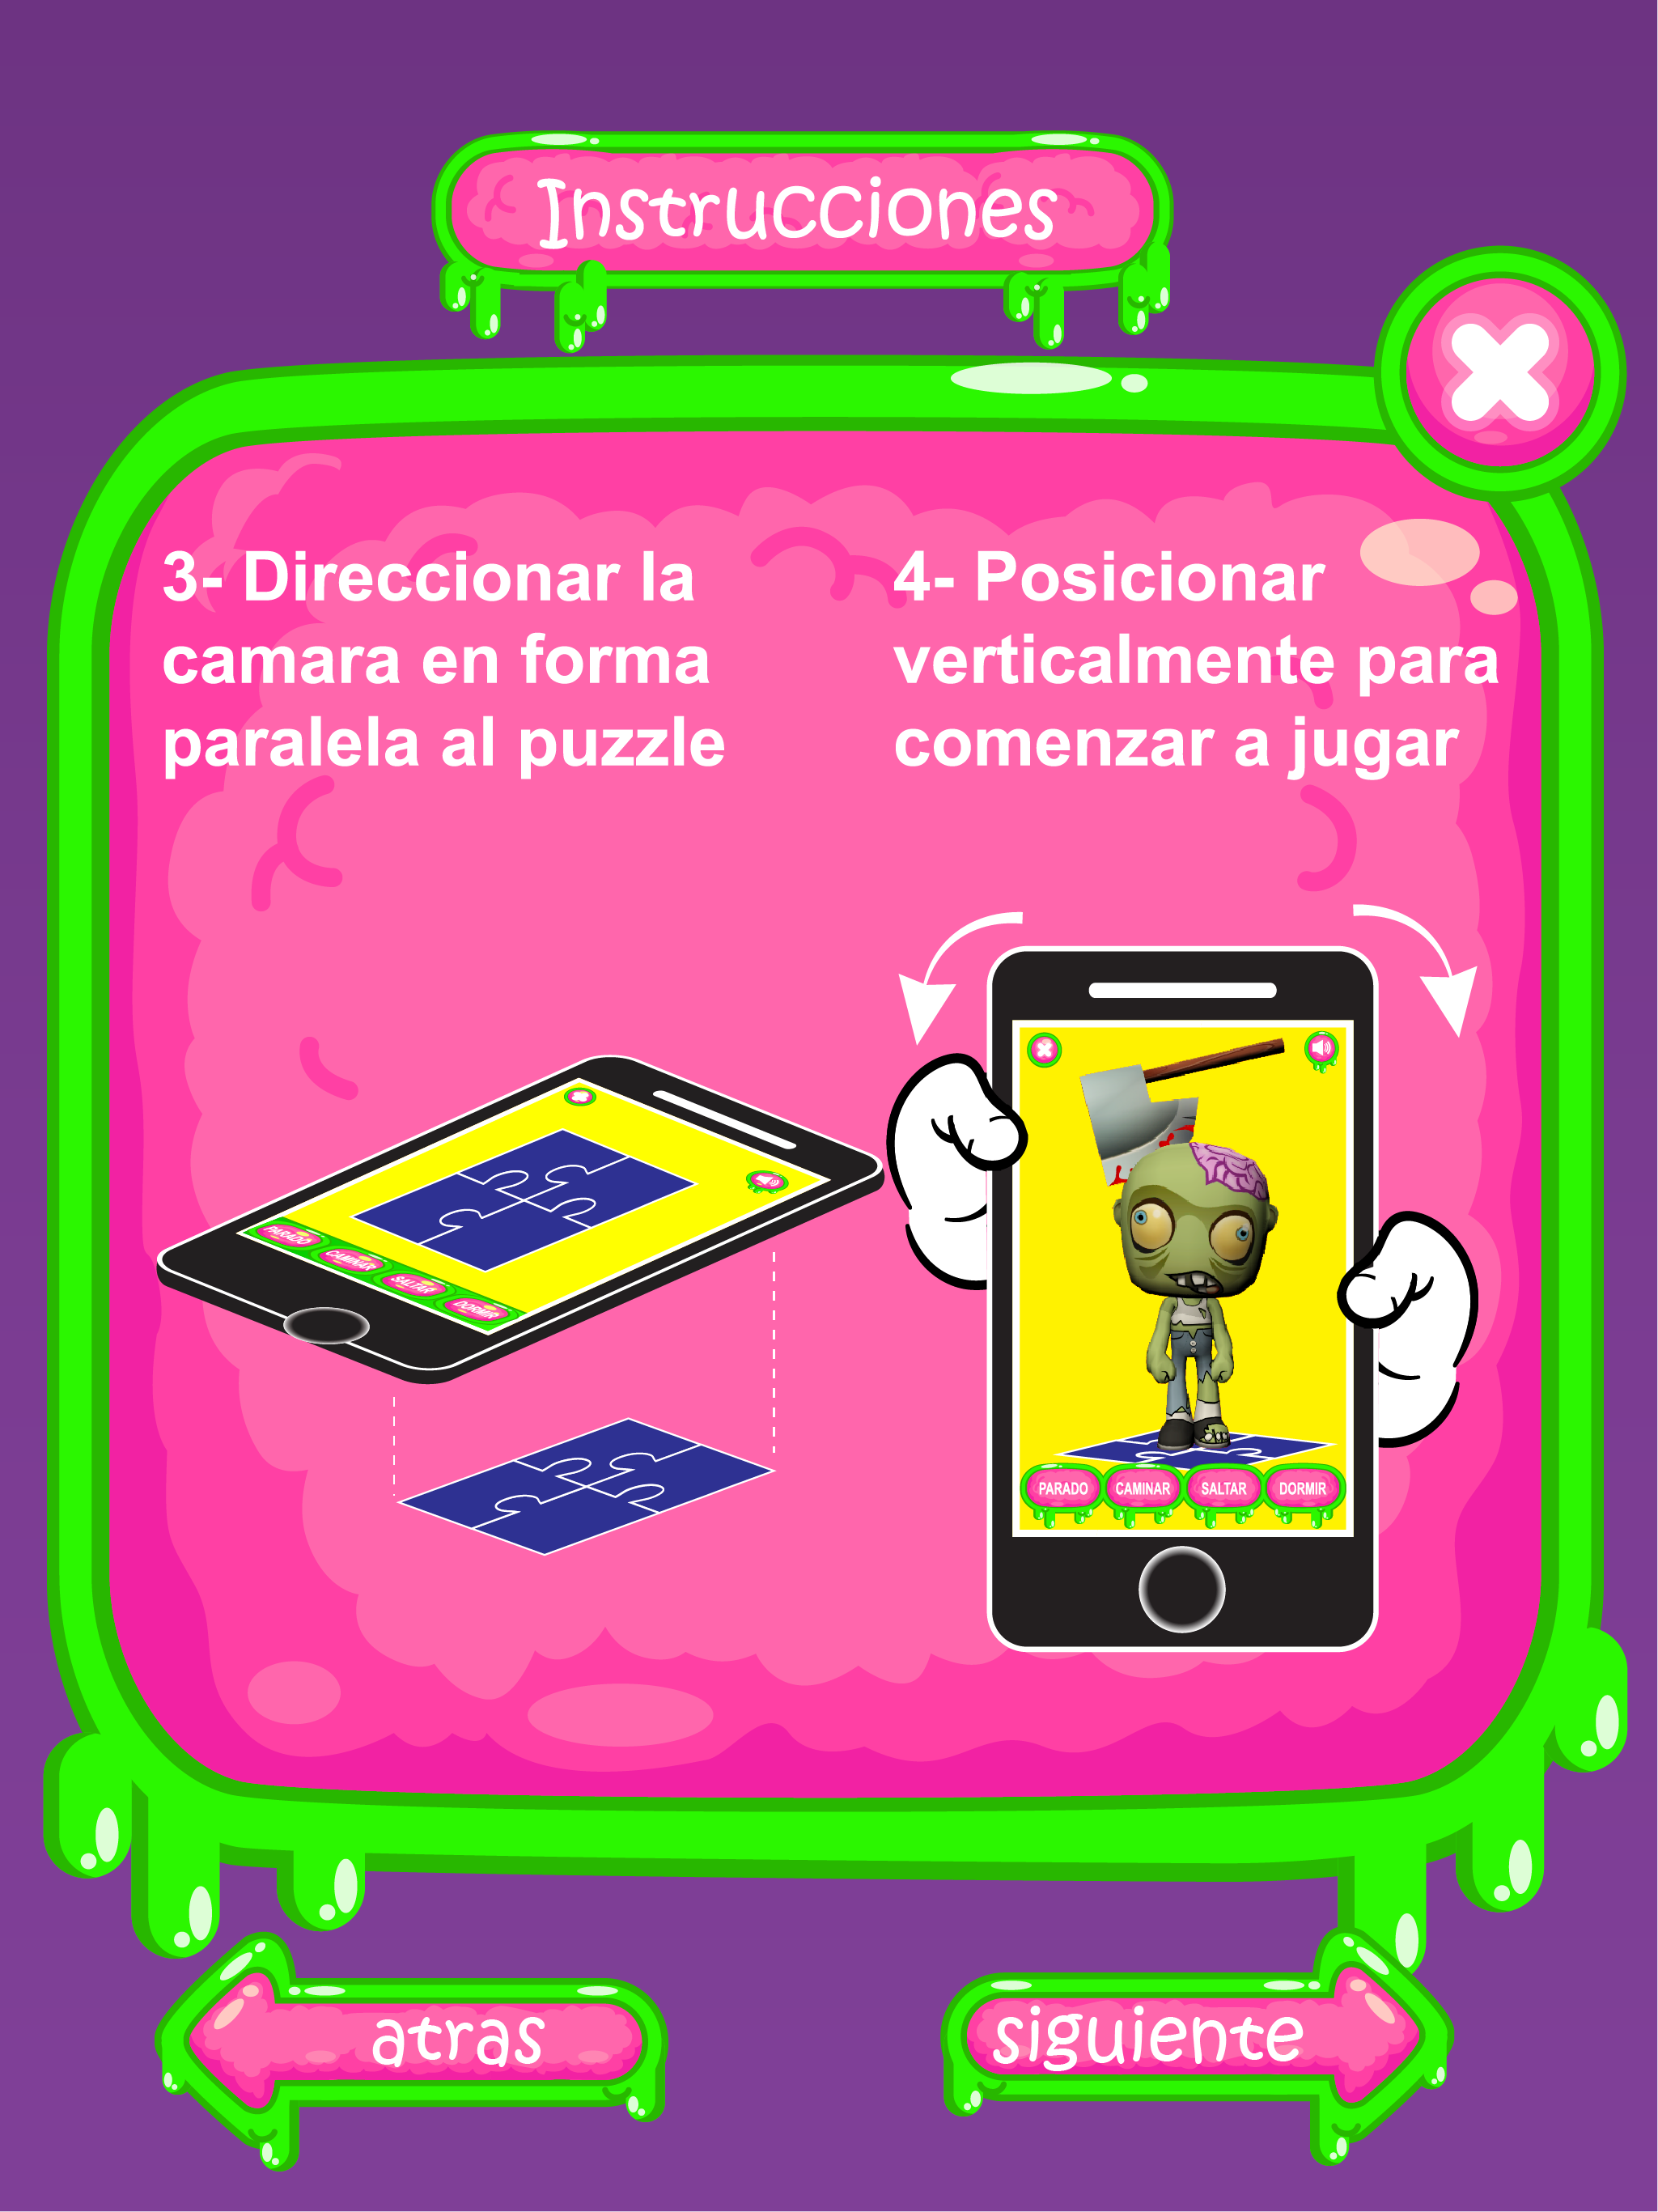 Instrucciones
3- Direccionar la
camara en forma
paralela al puzzle
4- Posicionar
verticalmente para
comenzar a jugar
PARADO
CAMINAR
SALTAR
DORMIR
PARADO CAMINAR SALTAR DORMIR
atras
siguiente